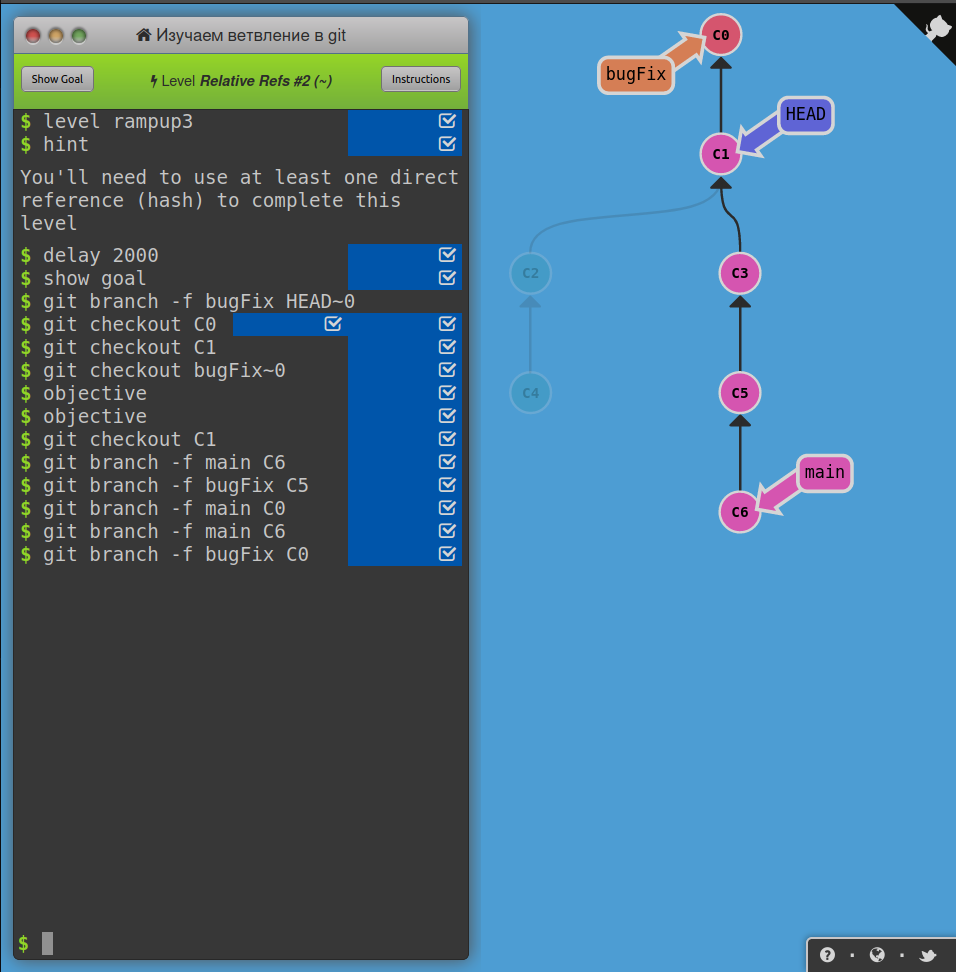 Изучаем ветвление в git
Show Goal
Level Relative Refs #2 (~)
Instructions
$ level rampup3
$ hint
You'll need to use at least one direct
reference (hash) to complete this
level
$ delay 2000
$ show goal
$ git branch -f bugFix HEAD~0
$ git checkout C0
$ git checkout C1
$ git checkout bugFix~0
$ objective
$ objective
$ git checkout C1
$ git branch -f main C6
$ git branch -f bugFix C5
$ git branch -f main C0
$ git branch -f main C6
$ git branch -f bugFix C0
$
C0
bugFix
HEAD
C1
C2
C3
C4
C5
main
C6
?